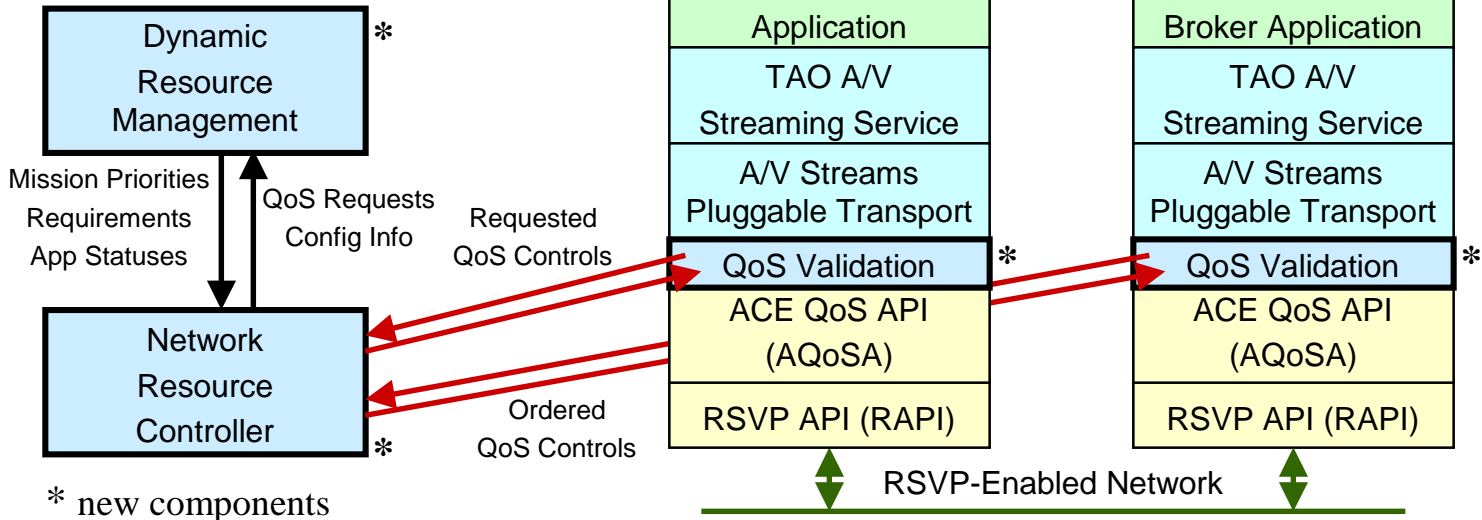 Dynamic
Resource
Management
*
Mission Priorities
Requirements
App Statuses
QoS Requests
Config Info
Network
Resource
Controller
*
* new components
Requested
QoS Controls
Ordered
QoS Controls
Application
TAO A/V
Streaming Service
A/V Streams
Pluggable Transport
QoS Validation
*
ACE QoS API
(AQoSA)
RSVP API (RAPI)
Broker Application
TAO A/V
Streaming Service
A/V Streams
Pluggable Transport
QoS Validation
*
ACE QoS API
(AQoSA)
RSVP API (RAPI)
RSVP-Enabled Network